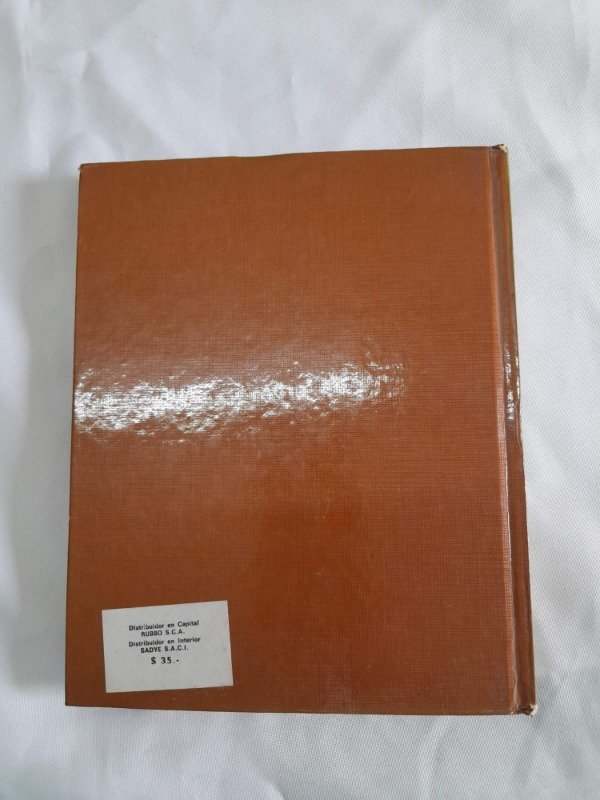 Distribuidor en Capital
RUBBO S.C.A.
Distribuidor en Interior
SADYE S.A.C.I.
$ 35.-